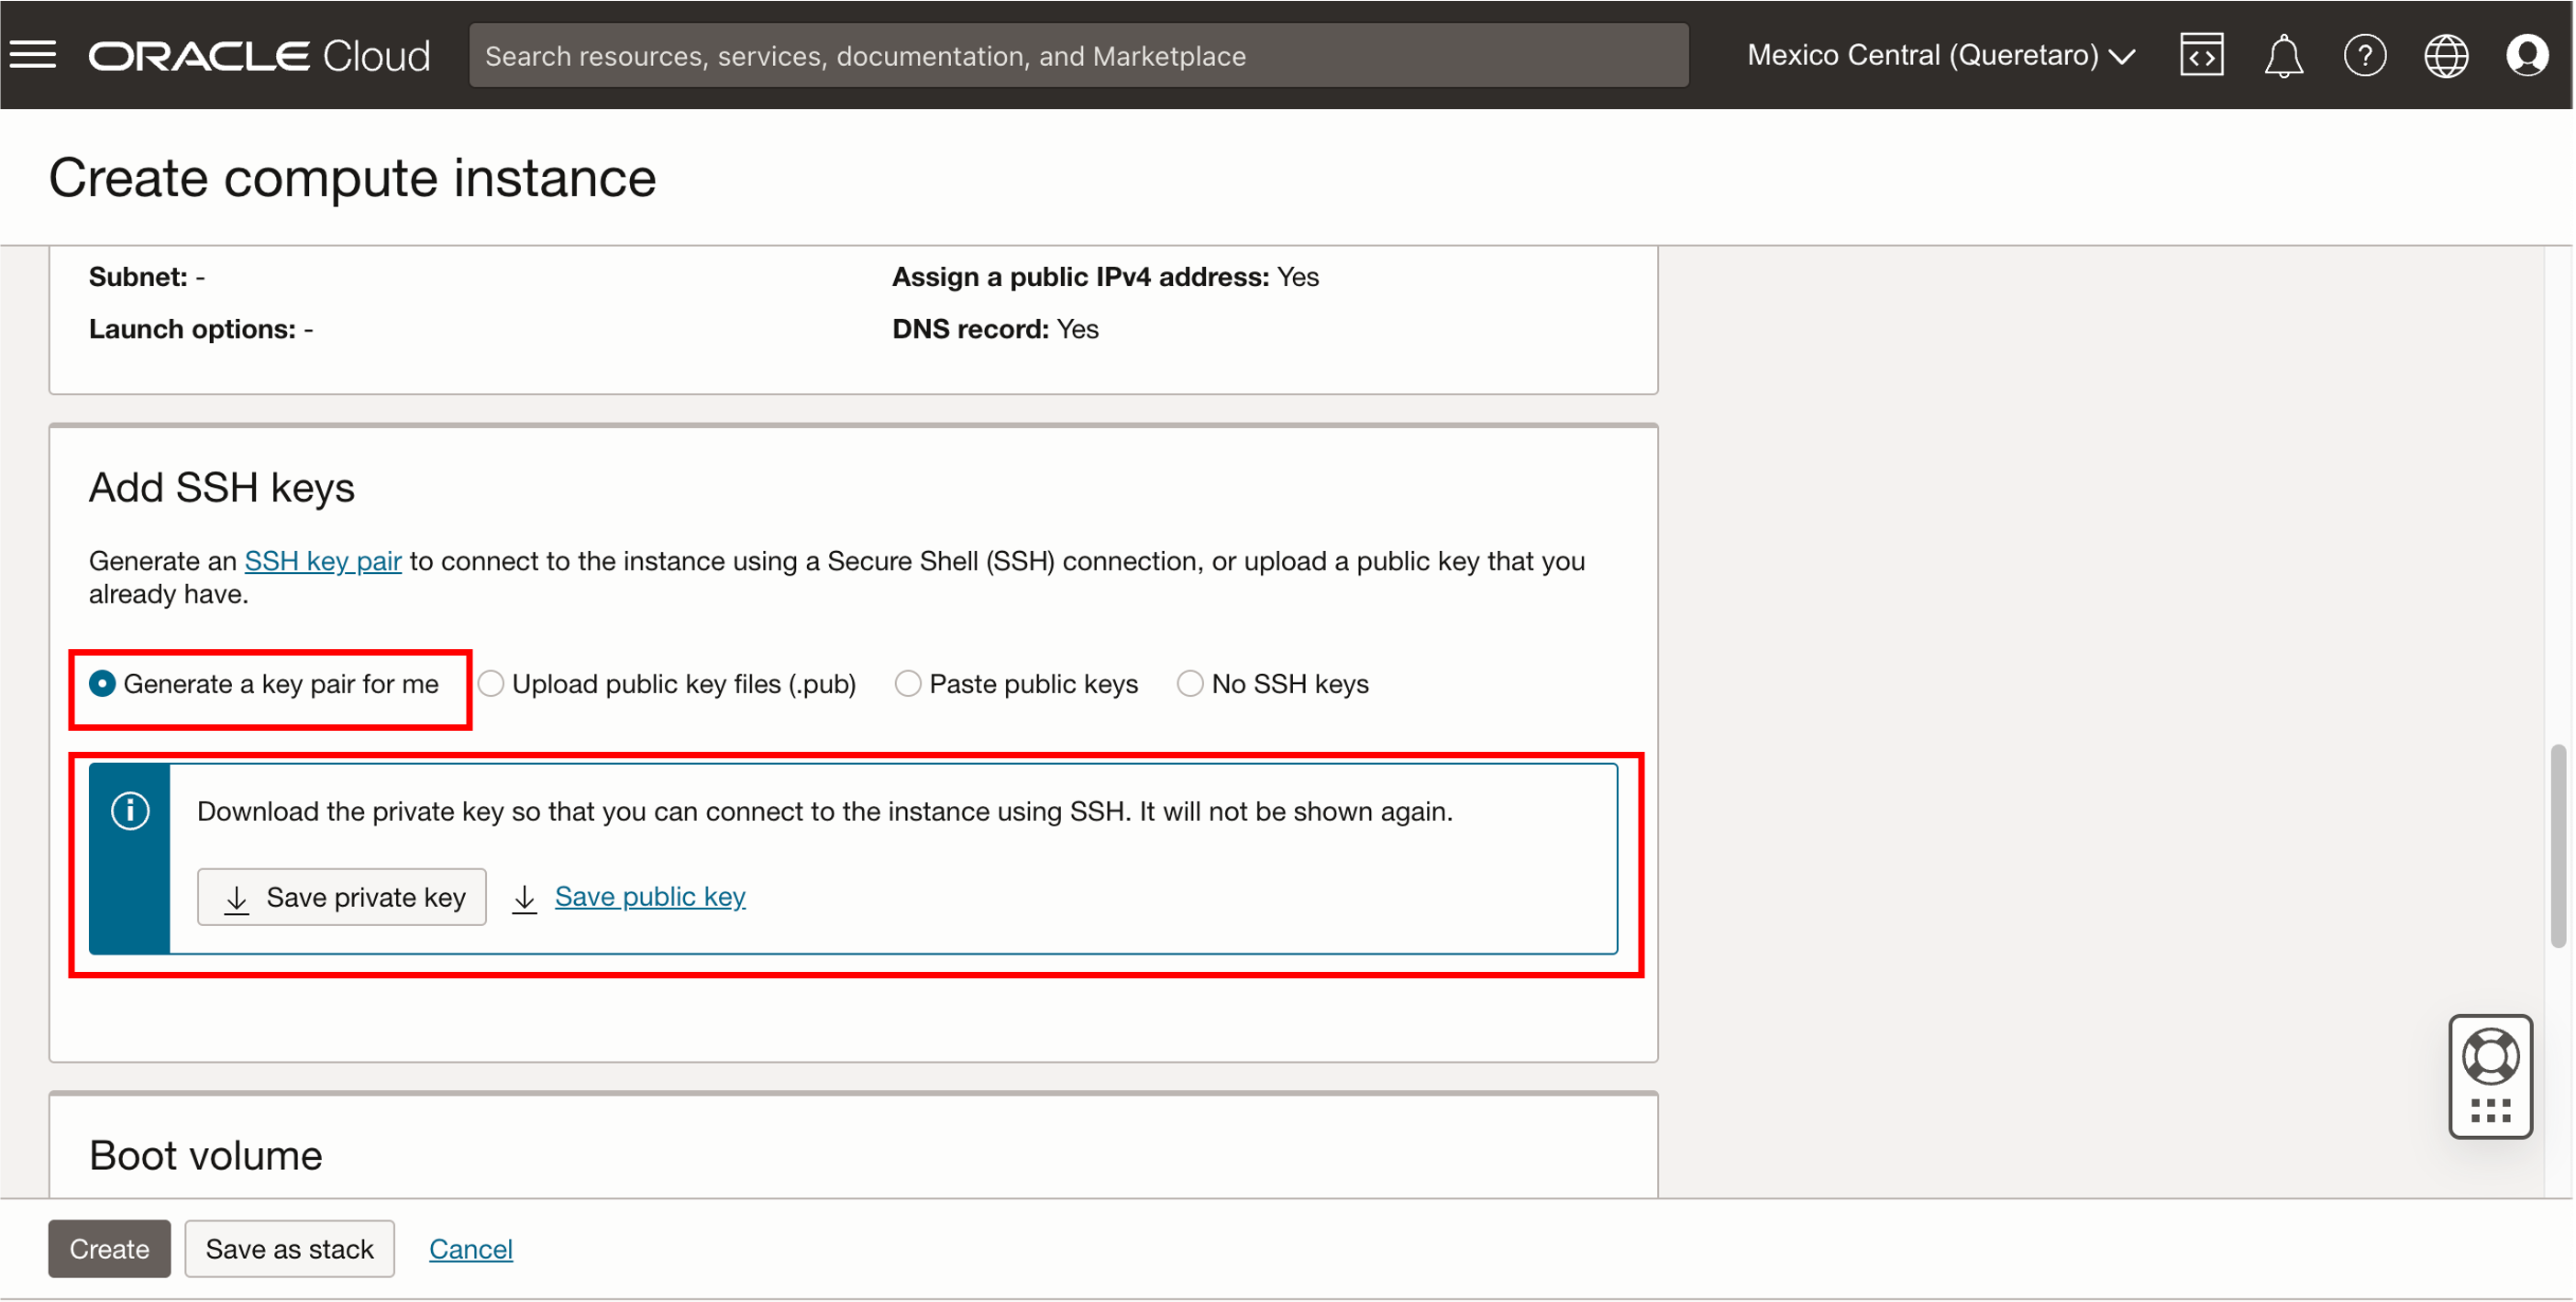 ORACLE Cloud
Search resources, services, documentation, and Marketplace
Mexico Central (Queretaro)
Create compute instance
Subnet: -
Assign a public IPv4 address: Yes
Launch options: -
DNS record: Yes
Add SSH keys
Generate an SSH key pair to connect to the instance using a Secure Shell (SSH) connection, or upload a public key that you
already have.
Generate a key pair for me
Upload public key files (.pub)
Paste public keys
No SSH keys
Download the private key so that you can connect to the instance using SSH. It will not be shown again.
Save private key
Save public key
Boot volume
Create
Save as stack
Cancel